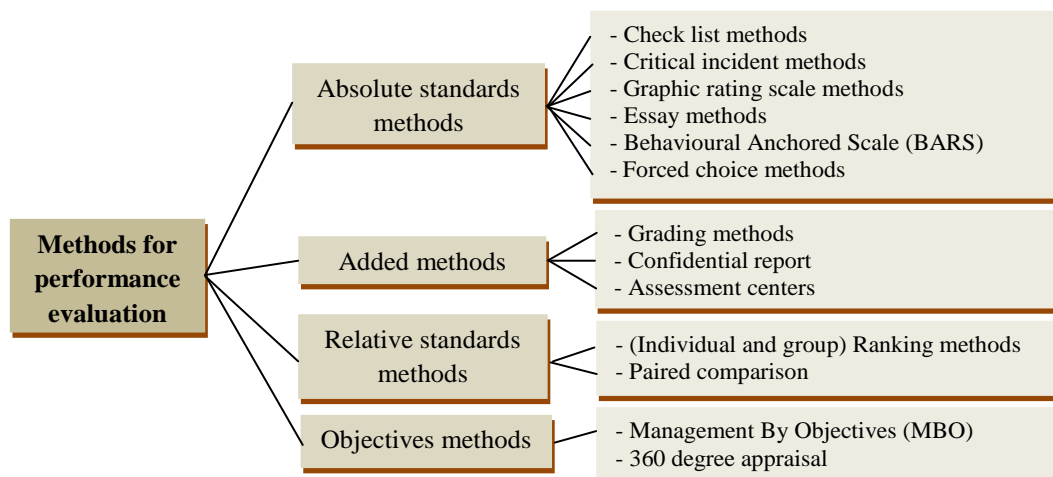 Methods for
performance
evaluation
Absolute standards
methods
- Check list methods
- Critical incident methods
- Graphic rating scale methods
- Essay methods
- Behavioural Anchored Scale (BARS)
- Forced choice methods
Added methods
- Grading methods
- Confidential report
- Assessment centers
Relative standards
methods
- (Individual and group) Ranking methods
- Paired comparison
Objectives methods
- Management By Objectives (MBO)
- 360 degree appraisal